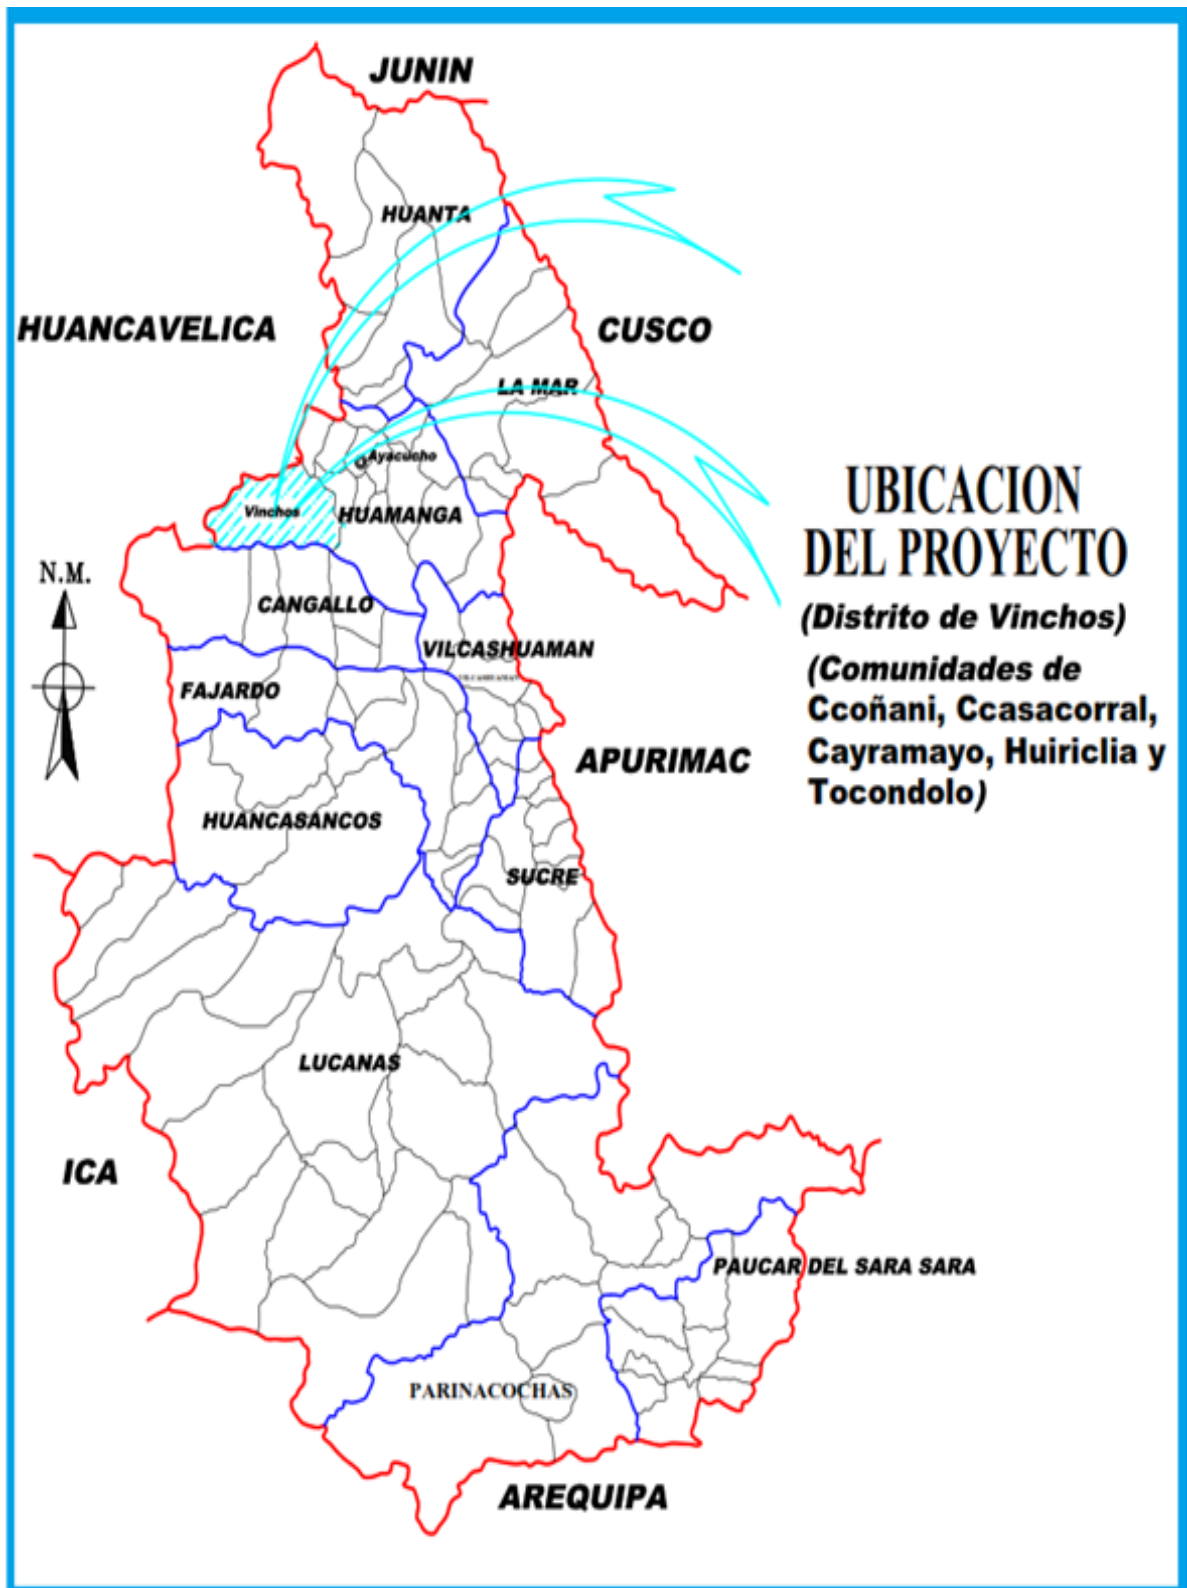 JUNIN
HUANTA
HUANCAVELICA
CUSCO
LA MAR
Ayacucho
Vinchos
HUAMANGA
UBICACION
DEL PROYECTO
(Distrito de Vinchos)
(Comunidades de
Ccoñani, Ccasacorral,
Cayramayo, Huiriclia y
Tocondolo)
N.M.
CANGALLO
VILCASHUAMAN
FAJARDO
APURIMAC
HUANCASANCOS
SUCRE
LUCANAS
ICA
PAUCAR DEL SARA SARA
PARINACOCHAS
AREQUIPA